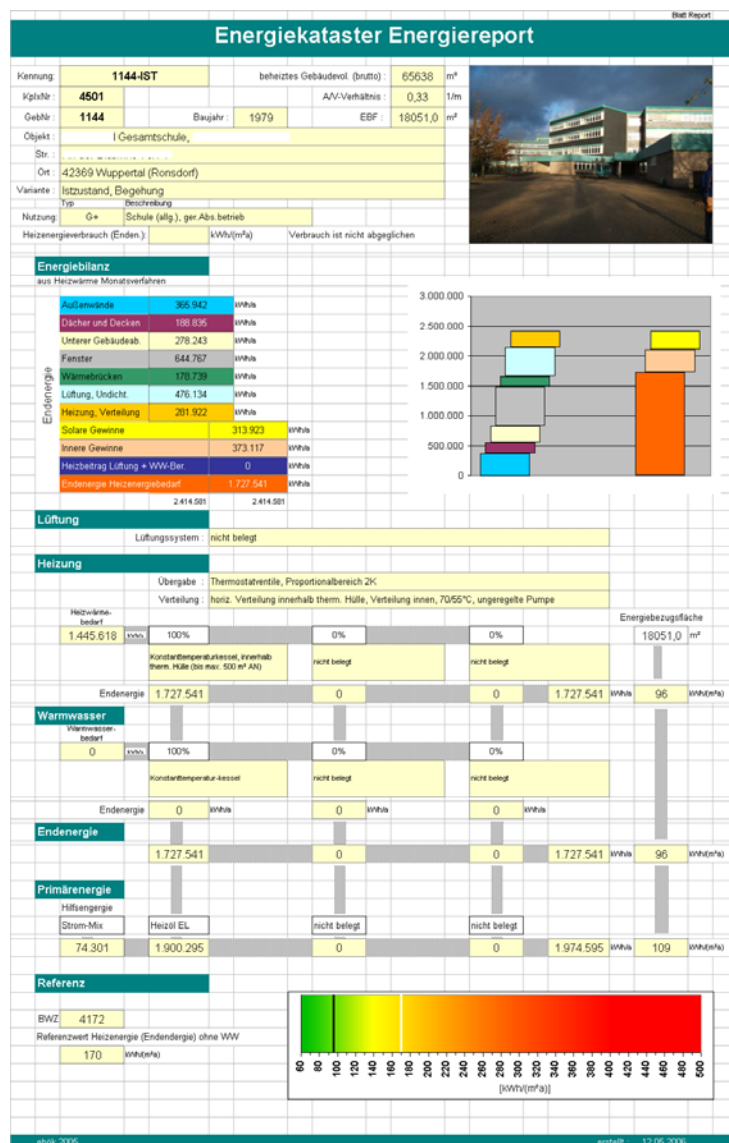 Blatt Report
Energiekataster Energiereport
Kennung: 1144-IST beheiztes Gebäudevol. (brutto) : 65638 m³
KplxNr : 4501 A/V-Verhältnis : 0,33 1/m
GebNr : 1144 Baujahr : 1979 EBF : 18051,0 m²
Objekt : I Gesamtschule,
Str. :
Ort : 42369 Wuppertal (Ronsdorf)
Variante : Istzustand, Begehung
Typ Beschreibung
Nutzung: G+ Schule (allg.), ger.Abs.betrieb
Heizenergieverbrauch (Enden.): kWh/(m²a) Verbrauch ist nicht abgeglichen
Energiebilanz
aus Heizwärme Monatsverfahren
Endenergie
Außenwände 365.942 kWh/a
Dächer und Decken 188.835 kWh/a
Unterer Gebäudeab. 278.243 kWh/a
Fenster 644.767 kWh/a
Wärmebrücken 178.739 kWh/a
Lüftung, Undicht. 476.134 kWh/a
Heizung, Verteilung 281.922 kWh/a
Solare Gewinne 313.923 kWh/a
Innere Gewinne 373.117 kWh/a
Heizbeitrag Lüftung + WW-Ber. 0 kWh/a
Endenergie Heizenergiebedarf 1.727.541 kWh/a
2.414.581 2.414.581
3.000.000
2.500.000
2.000.000
1.500.000
1.000.000
500.000
0
Lüftung
Lüftungssystem : nicht belegt
Heizung
Übergabe : Thermostatventile, Proportionalbereich 2K
Verteilung : horiz. Verteilung innerhalb therm. Hülle, Verteilung innen, 70/55°C, ungeregelte Pumpe
Heizwärme-
bedarf
Energiebezugsfläche
1.445.618 kWh/a 100% 0% 0% 18051,0 m²
Konstanttemperaturkessel, innerhalb
therm. Hülle (bis max. 500 m² AN) nicht belegt nicht belegt
Endenergie 1.727.541 0 0 1.727.541 kWh/a 96 kWh/(m²a)
Warmwasser
Warmwasser-
bedarf
0 kWh/a 100% 0% 0%
Konstanttemperatur-kessel nicht belegt nicht belegt
Endenergie 0 kWh/a 0 kWh/a 0 kWh/a
Endenergie
1.727.541 0 0 1.727.541 kWh/a 96 kWh/(m²a)
Primärenergie
Hilfsengergie
Strom-Mix Heizöl EL nicht belegt nicht belegt
74.301 1.900.295 0 0 1.974.595 kWh/a 109 kWh/(m²a)
Referenz
BWZ 4172
Referenzwert Heizenergie (Endendergie) ohne WW
170 kWh/(m²a)
60 80 100 120 140 160 180 200 220 240 260 280 300 320 340 360 380 400 420 440 460 480 500
[kWh/(m²a)]
ebök 2005 erstellt : 12.05.2006